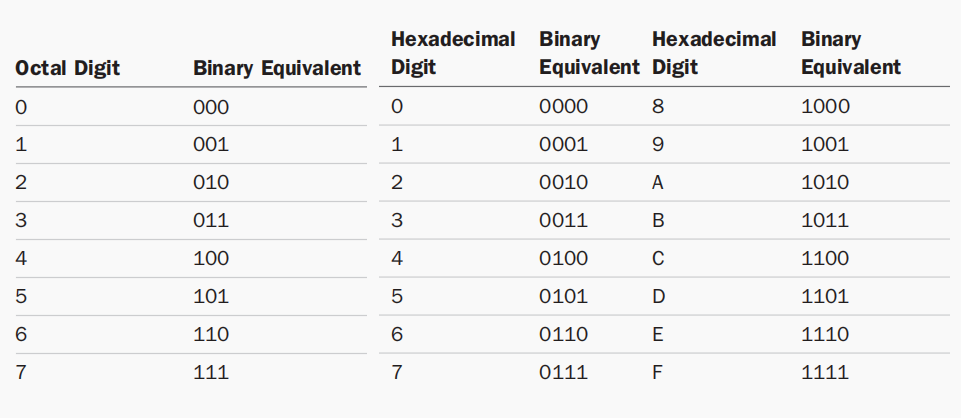 Octal Digit Binary Equivalent
0 000
1 001
2 010
3 011
4 100
5 101
6 110
7 111
Hexadecimal Binary Hexadecimal Binary
Digit Equivalent Digit Equivalent
0 0000 8 1000
1 0001 9 1001
2 0010 A 1010
3 0011 B 1011
4 0100 C 1100
5 0101 D 1101
6 0110 E 1110
7 0111 F 1111